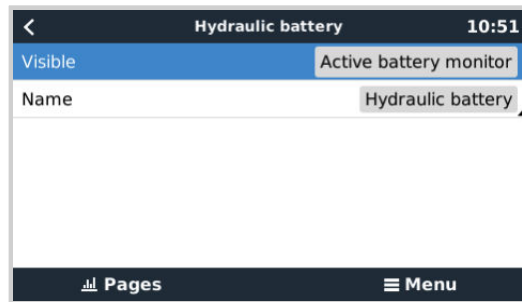 < Hydraulic battery 10:51
Visible Active battery monitor
Name Hydraulic battery
Pages Menu